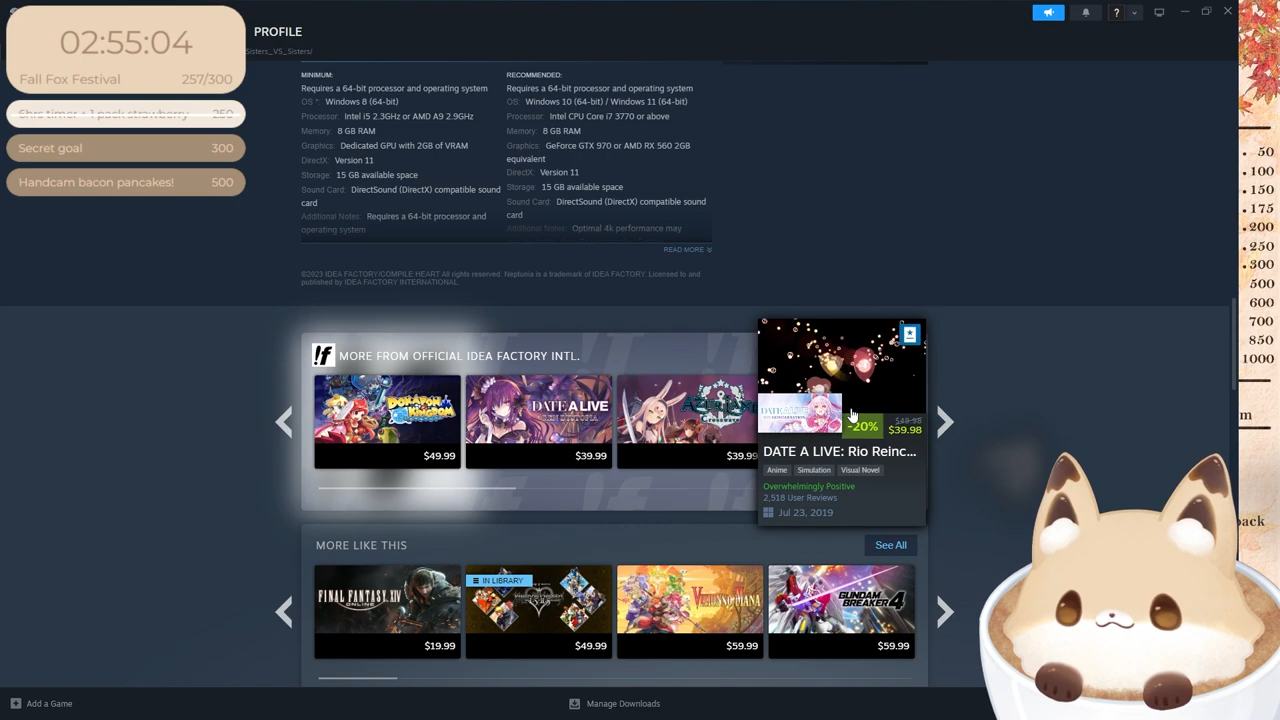 02:55:04
Fall Fox Festival 257/300
6hrs timer + 1 pack strawberry 250
Secret goal 300
Handcam bacon pancakes! 500
PROFILE
Sisters_VS_Sisters/
?
MINIMUM:
Requires a 64-bit processor and operating system
OS *: Windows 8 (64-bit)
Processor: Intel i5 2.3GHz or AMD A9 2.9GHz
Memory: 8 GB RAM
Graphics: Dedicated GPU with 2GB of VRAM
DirectX: Version 11
Storage: 15 GB available space
Sound Card: DirectSound (DirectX) compatible sound
card
Additional Notes: Requires a 64-bit processor and
operating system
RECOMMENDED:
Requires a 64-bit processor and operating system
OS: Windows 10 (64-bit) / Windows 11 (64-bit)
Processor: Intel CPU Core i7 3770 or above
Memory: 8 GB RAM
Graphics: GeForce GTX 970 or AMD RX 560 2GB
equivalent
DirectX: Version 11
Storage: 15 GB available space
Sound Card: DirectSound (DirectX) compatible sound
card
Additional Notes: Optimal 4k performance may
READ MORE
©2023 IDEA FACTORY/COMPILE HEART All rights reserved. Neptunia is a trademark of IDEA FACTORY. Licensed to and
published by IDEA FACTORY INTERNATIONAL.
!f MORE FROM OFFICIAL IDEA FACTORY INTL.
DOKAPON
KINGDOM
$49.99
DATE A LIVE
$39.99
$39.99
DATE A LIVE
-20%
$49.98
$39.98
DATE A LIVE: Rio Reinc...
Anime Simulation Visual Novel
Overwhelmingly Positive
2,518 User Reviews
Jul 23, 2019
MORE LIKE THIS
See All
FINAL FANTASY XIV
ONLINE
$19.99
IN LIBRARY
$49.99
$59.99
GUNDAM
BREAKER 4
$59.99
Add a Game
Manage Downloads
50
100
150
175
200
250
300
500
600
700
850
1000